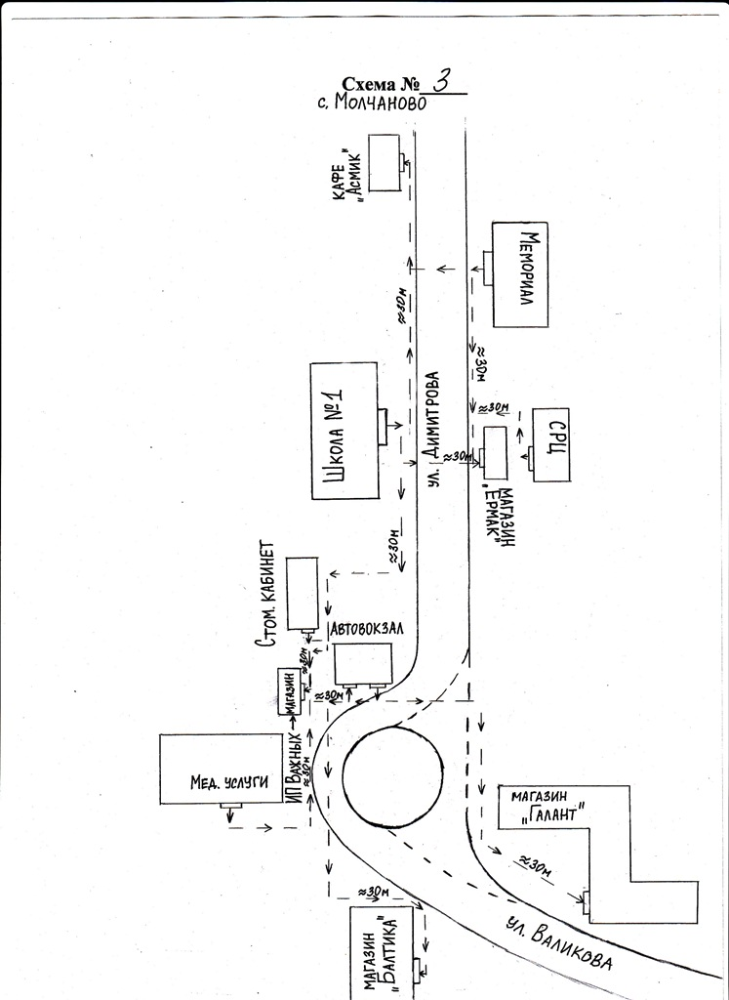 Схема № 3
с. Молчаново
КАФЕ
„Асмик"
Мемориал
≈30м
≈30м
Школа №1
ул. Димитрова
≈30м
≈30м
СРЦ
МАГАЗИН
„ЕРМАК"
≈30м
Стом. кабинет
Автовокзал
≈30м
магазин
≈30м
ИП Важных
≈30м
Мед. услуги
магазин
„Галант"
≈30м
≈30м
магазин
„Балтика"
ул. Валикова